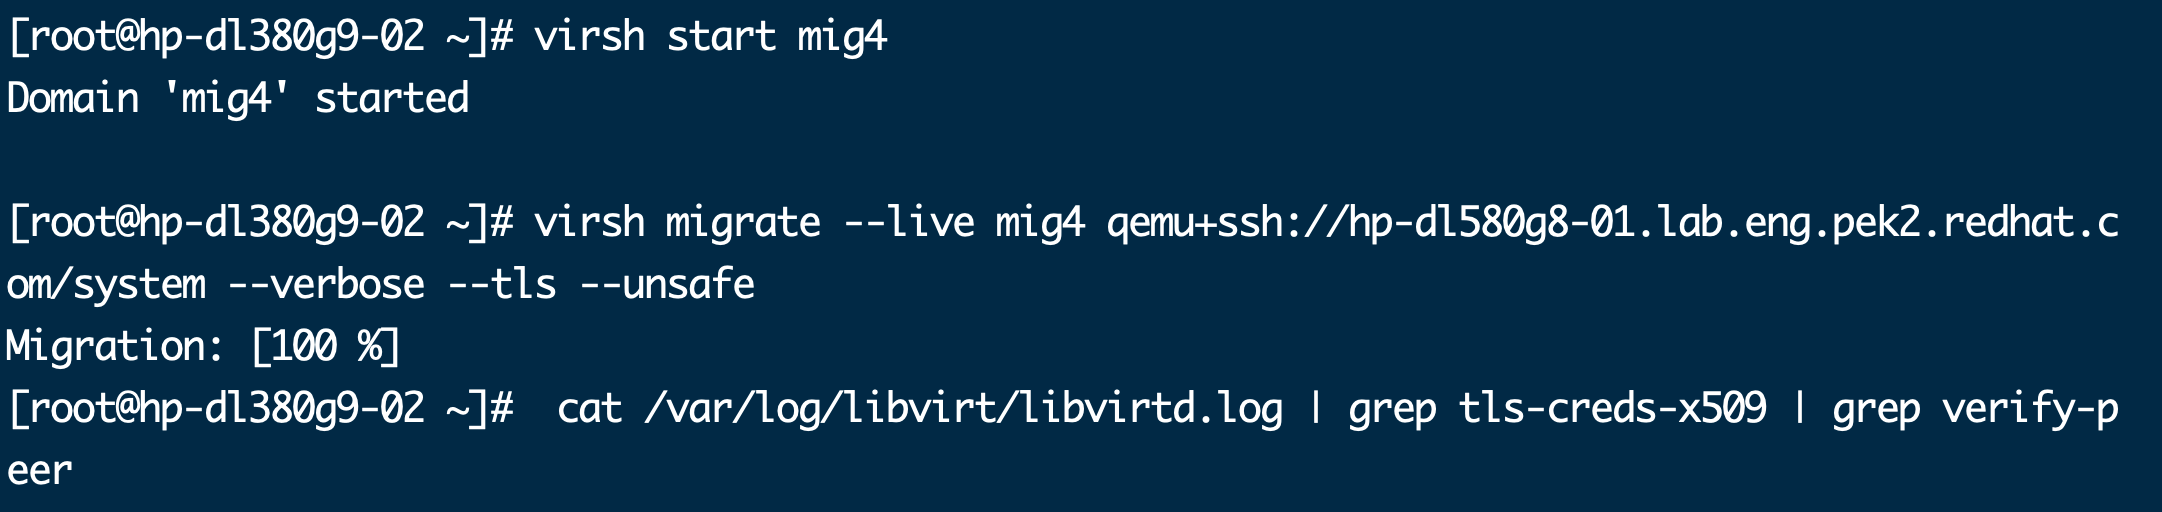 [root@hp-dl380g9-02 ~]# virsh start mig4
Domain 'mig4' started
[root@hp-dl380g9-02 ~]# virsh migrate --live mig4 qemu+ssh://hp-dl580g8-01.lab.eng.pek2.redhat.c
om/system --verbose --tls --unsafe
Migration: [100 %]
[root@hp-dl380g9-02 ~]#  cat /var/log/libvirt/libvirtd.log | grep tls-creds-x509 | grep verify-p
eer